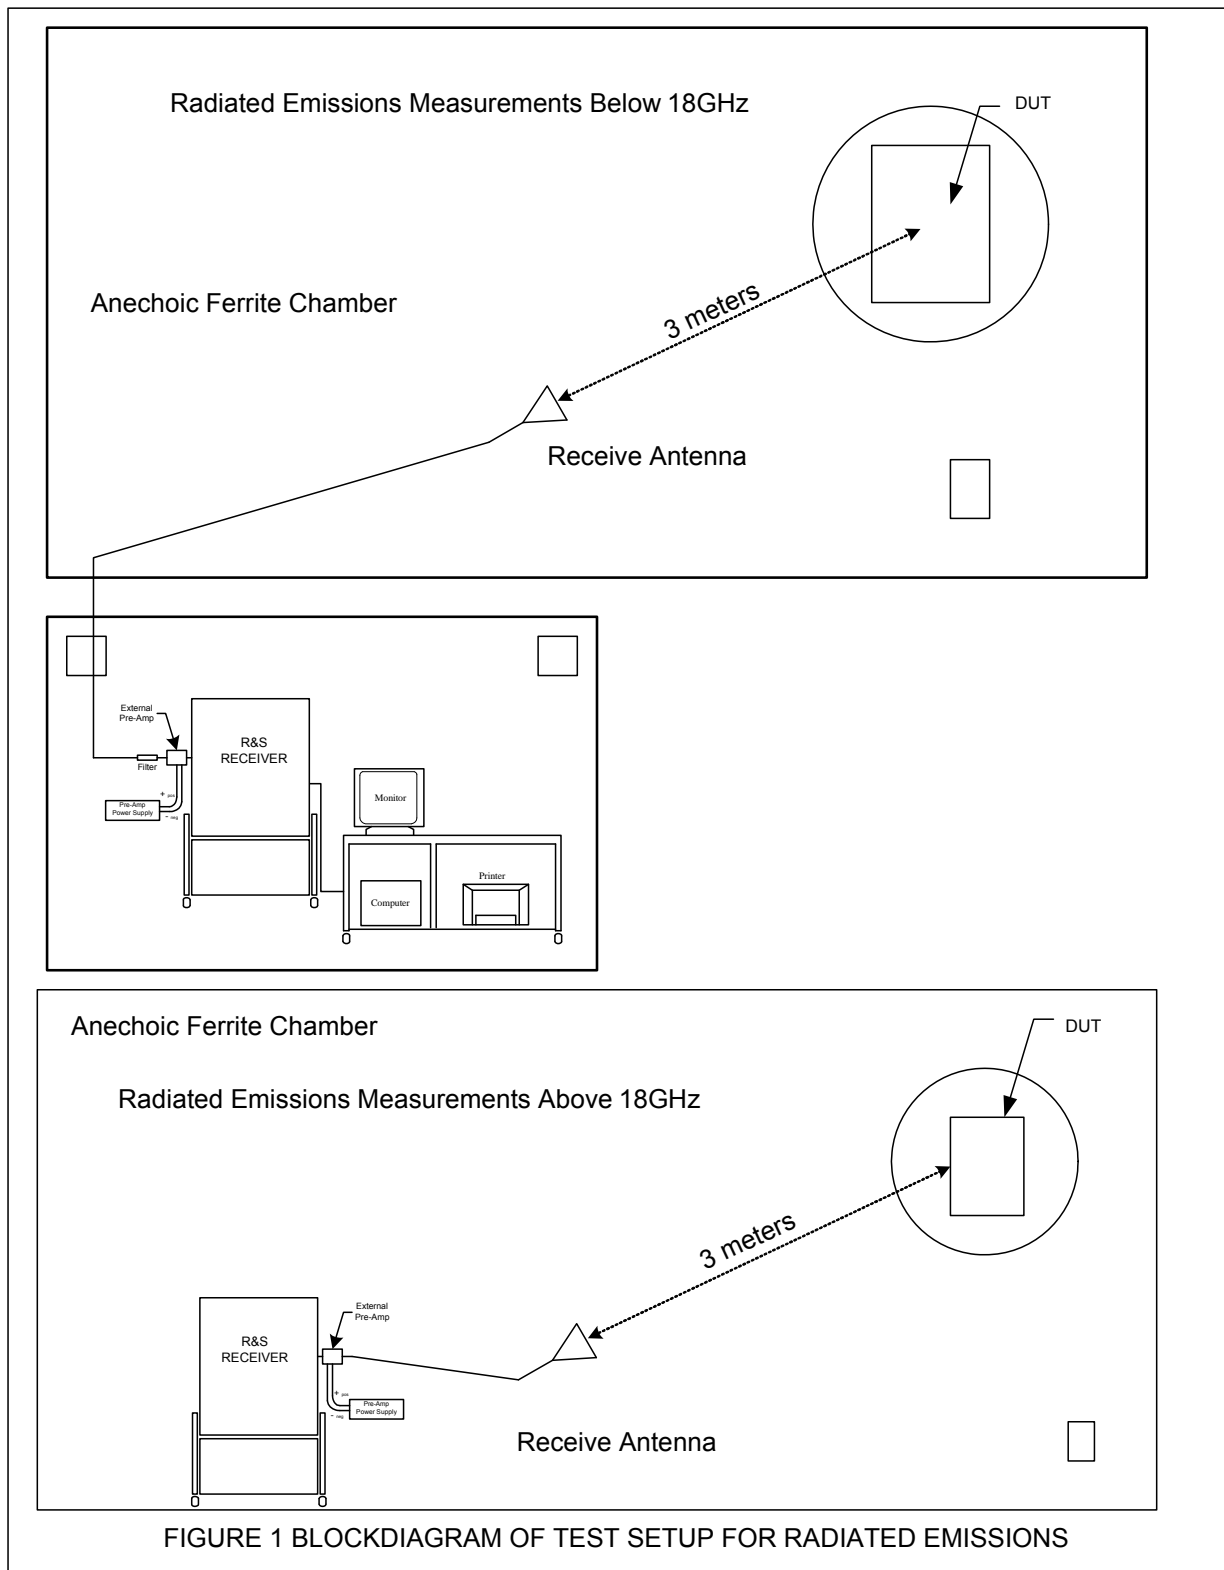 Radiated Emissions Measurements Below 18GHz
DUT
3 meters
Anechoic Ferrite Chamber
Receive Antenna
External
Pre-Amp
R&S
RECEIVER
Filter
+ pos
Pre-Amp
Power Supply
- neg
Monitor
Printer
Computer
Anechoic Ferrite Chamber
DUT
Radiated Emissions Measurements Above 18GHz
3 meters
External
Pre-Amp
R&S
RECEIVER
+ pos
Pre-Amp
Power Supply
- neg
Receive Antenna
FIGURE 1 BLOCKDIAGRAM OF TEST SETUP FOR RADIATED EMISSIONS